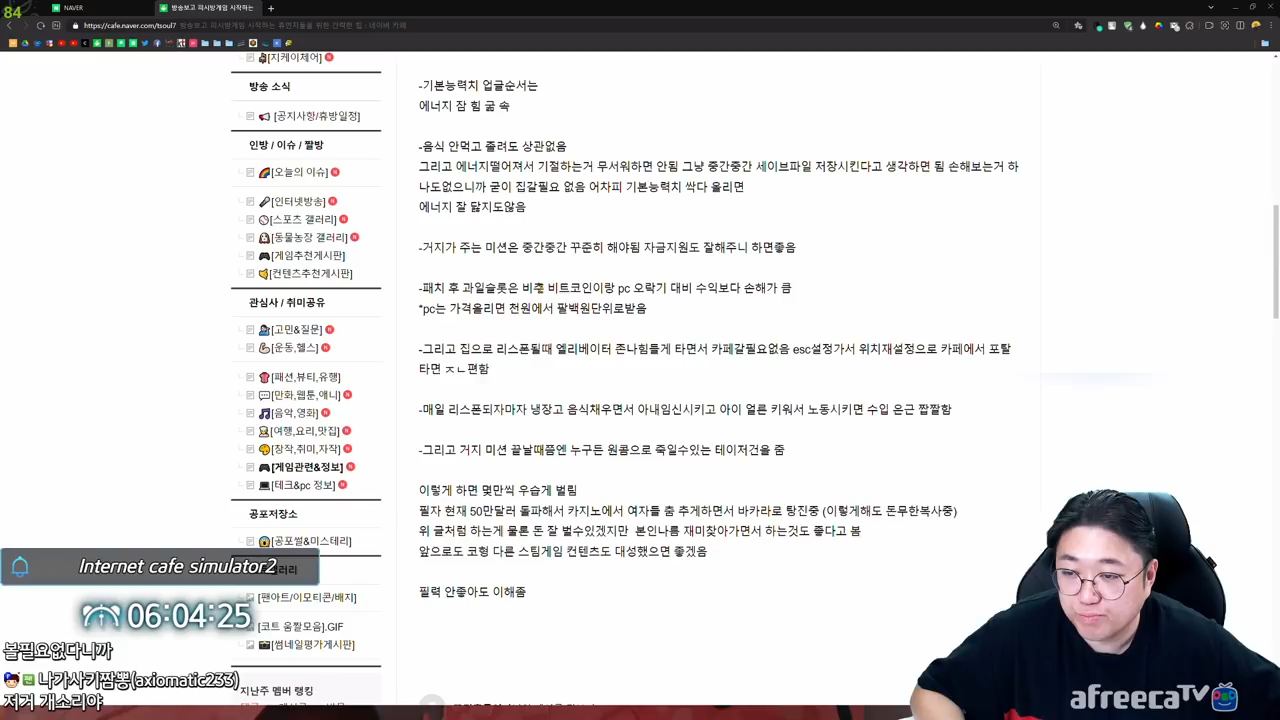 84
NAVER
방송보고 피시방게임 시작하는
https://cafe.naver.com/tsoul7 방송보고 피시방게임 시작하는 휴먼지들을 위한 간략한 팁 : 네이버 카페
[지케이제어]
방송 소식
[공지사항/휴방일정]
인방 / 이슈 / 짤방
[오늘의 이슈]
[인터넷방송]
[스포츠 갤러리]
[동물농장 갤러리]
[게임추천게시판]
[컨텐츠추천게시판]
관심사 / 취미공유
[고민&질문]
[운동,헬스]
[패션,뷰티,유행]
[만화,웹툰,애니]
[음악,영화]
[여행,요리,맛집]
[창작,취미,자작]
[게임관련&정보]
[테크&pc 정보]
공포저장소
[공포썰&미스테리]
러리
[팬아트/이모티콘/배지]
[코트 움짤모음].GIF
[썸네일평가게시판]
지난주 멤버 랭킹
-기본능력치 업글순서는
에너지 잠 힘 굶 속
-음식 안먹고 쫄려도 상관없음
그리고 에너지떨어져서 기절하는거 무서워하면 안됨 그냥 중간중간 세이브파일 저장시킨다고 생각하면 됨 손해보는거 하
나도없으니까 굳이 집갈필요 없음 어차피 기본능력치 싹다 올리면
에너지 잘 닳지도않음
-거지가 주는 미션은 중간중간 꾸준히 해야됨 자금지원도 잘해주니 하면좋음
-패치 후 과일슬롯은 비춫 비트코인이랑 pc 오락기 대비 수익보다 손해가 큼
*pc는 가격올리면 천원에서 팔백원단위로받음
-그리고 집으로 리스폰될때 엘리베이터 존나힘들게 타면서 카페갈필요없음 esc설정가서 위치재설정으로 카페에서 포탈
타면 ㅈㄴ편함
-매일 리스폰되자마자 냉장고 음식채우면서 아내임신시키고 아이 얼른 키워서 노동시키면 수입 은근 짭짤함
-그리고 거지 미션 끝날때쯤엔 누구든 원콤으로 죽일수있는 테이저건을 줌
이렇게 하면 몇만씩 우습게 벌림
필자 현재 50만달러 돌파해서 카지노에서 여자들 춤 추게하면서 바카라로 탕진중 (이렇게해도 돈무한복사중)
위 글처럼 하는게 물론 돈 잘 벌수있겠지만 본인나름 재미찾아가면서 하는것도 좋다고 봄
앞으로도 코형 다른 스팀게임 컨텐츠도 대성했으면 좋겠음
필력 안좋아도 이해좀
Internet cafe simulator2
06:04:25
볼필요없다니까
팬 나가사키짬뽕(axiomatic233)
저거 개소리야
afreecaTV